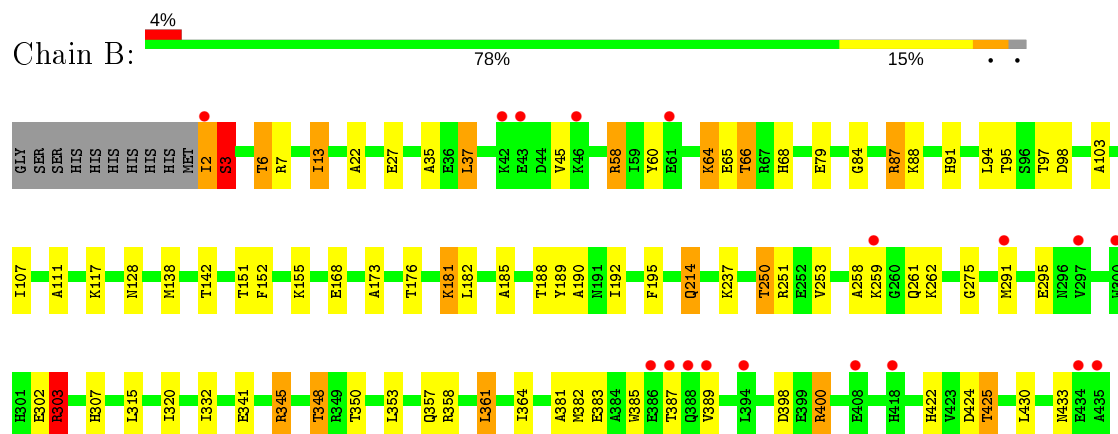 4%
Chain B:
78% 15% • •
GLY SER SER HIS HIS HIS HIS HIS HIS MET I2 S3 T6 R7 I13 A22 E27 A35 E36 L37 K42 E43 D44 V45 K46 R58 I59 Y60 E61 K64 E65 T66 R67 H68 E79 G84 R87 K88 H91 L94 T95 S96 T97 D98 A103
I107 A111 K117 N128 M138 T142 T151 F152 K155 E168 A173 T176 K181 L182 A185 T188 Y189 A190 N191 I192 F195 Q214 K237 T250 R251 E252 V253 A258 K259 G260 Q261 K262 G275 M291 E295 N296 V297
H301 E302 R303 H307 L315 I320 I332 E341 R345 T348 R349 T350 L353 Q357 R358 L361 I364 A381 M382 E383 A384 W385 E386 T387 Q388 V389 L394 D398 E399 R400 E408 H418 H422 V423 D424 T425 L430 N433 E434 A435